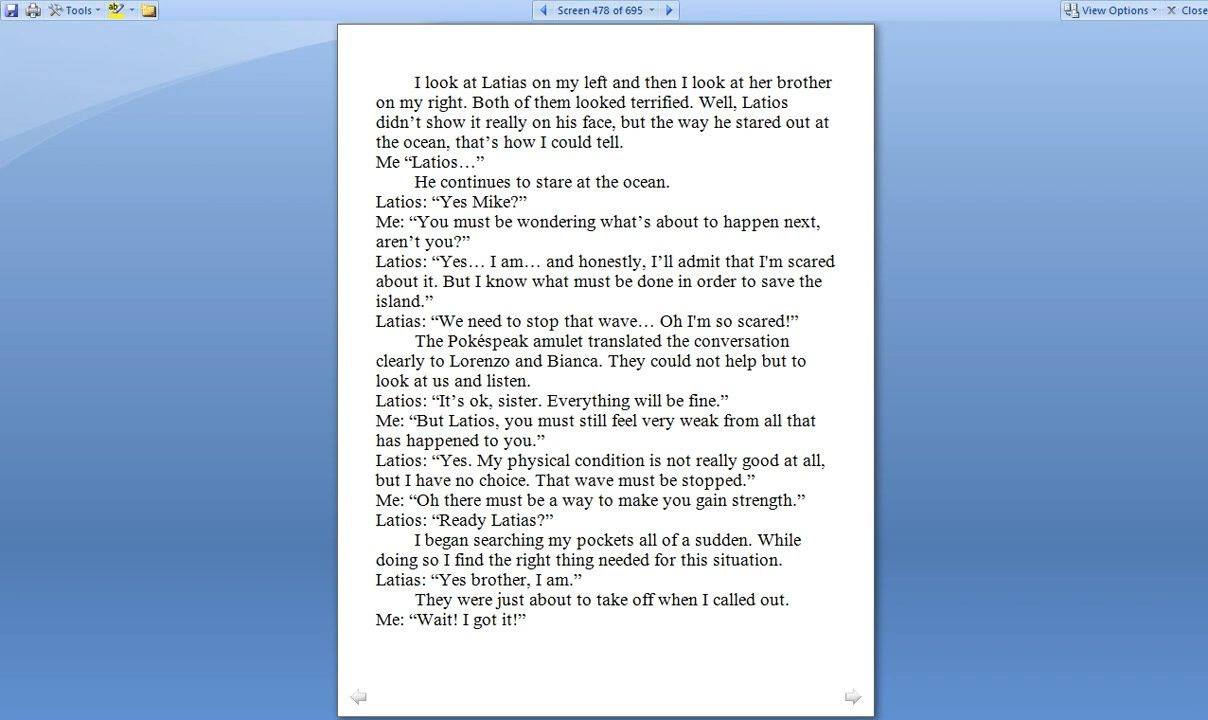 Tools
Screen 478 of 695
View Options
Close
I look at Latias on my left and then I look at her brother
on my right. Both of them looked terrified. Well, Latios
didn’t show it really on his face, but the way he stared out at
the ocean, that’s how I could tell.
Me “Latios…”
He continues to stare at the ocean.
Latios: “Yes Mike?”
Me: “You must be wondering what’s about to happen next,
aren’t you?”
Latios: “Yes… I am… and honestly, I’ll admit that I'm scared
about it. But I know what must be done in order to save the
island.”
Latias: “We need to stop that wave… Oh I'm so scared!”
The Pokéspeak amulet translated the conversation
clearly to Lorenzo and Bianca. They could not help but to
look at us and listen.
Latios: “It’s ok, sister. Everything will be fine.”
Me: “But Latios, you must still feel very weak from all that
has happened to you.”
Latios: “Yes. My physical condition is not really good at all,
but I have no choice. That wave must be stopped.”
Me: “Oh there must be a way to make you gain strength.”
Latios: “Ready Latias?”
I began searching my pockets all of a sudden. While
doing so I find the right thing needed for this situation.
Latias: “Yes brother, I am.”
They were just about to take off when I called out.
Me: “Wait! I got it!”